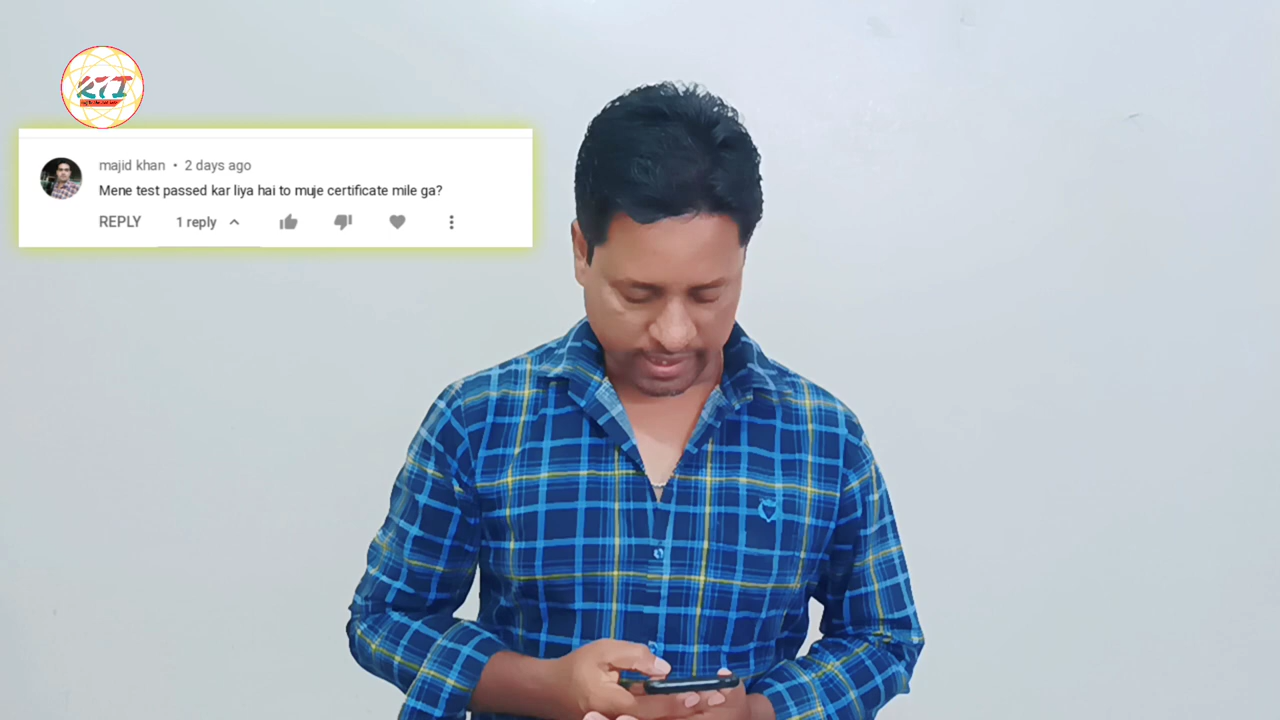 KTI
majid khan • 2 days ago
Mene test passed kar liya hai to muje certificate mile ga?
REPLY 1 reply